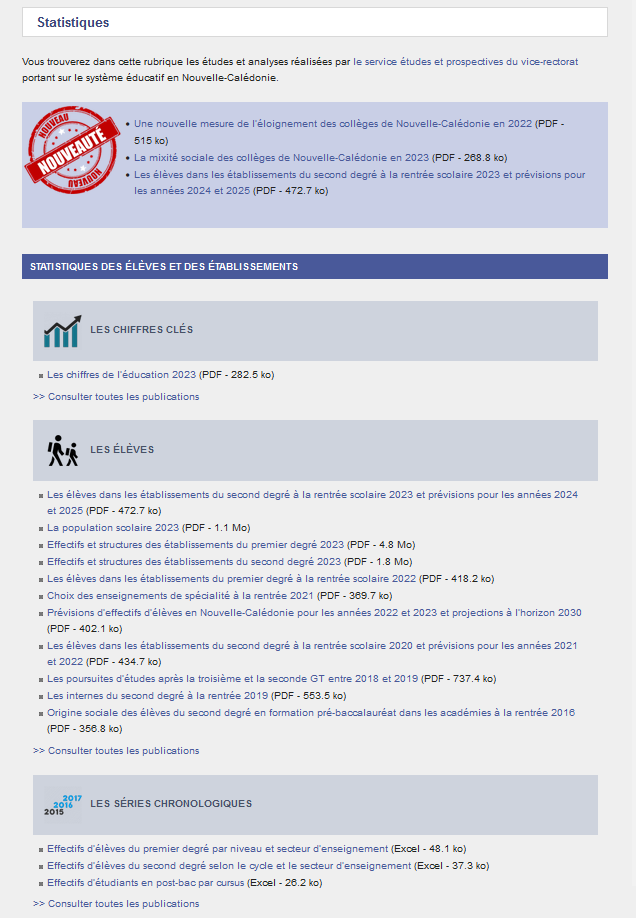 Statistiques
Vous trouverez dans cette rubrique les études et analyses réalisées par le service études et prospectives du vice-rectorat
portant sur le système éducatif en Nouvelle-Calédonie.
NOUVEAU
NOUVEAUTÉ
NOUVEAU
• Une nouvelle mesure de l'éloignement des collèges de Nouvelle-Calédonie en 2022 (PDF -
515 ko)
• La mixité sociale des collèges de Nouvelle-Calédonie en 2023 (PDF - 268.8 ko)
• Les élèves dans les établissements du second degré à la rentrée scolaire 2023 et prévisions pour
les années 2024 et 2025 (PDF - 472.7 ko)
STATISTIQUES DES ÉLÈVES ET DES ÉTABLISSEMENTS
LES CHIFFRES CLÉS
Les chiffres de l'éducation 2023 (PDF - 282.5 ko)
>> Consulter toutes les publications
LES ÉLÈVES
Les élèves dans les établissements du second degré à la rentrée scolaire 2023 et prévisions pour les années 2024
et 2025 (PDF - 472.7 ko)
La population scolaire 2023 (PDF - 1.1 Mo)
Effectifs et structures des établissements du premier degré 2023 (PDF - 4.8 Mo)
Effectifs et structures des établissements du second degré 2023 (PDF - 1.8 Mo)
Les élèves dans les établissements du premier degré à la rentrée scolaire 2022 (PDF - 418.2 ko)
Choix des enseignements de spécialité à la rentrée 2021 (PDF - 369.7 ko)
Prévisions d'effectifs d'élèves en Nouvelle-Calédonie pour les années 2022 et 2023 et projections à l'horizon 2030
(PDF - 402.1 ko)
Les élèves dans les établissements du second degré à la rentrée scolaire 2020 et prévisions pour les années 2021
et 2022 (PDF - 434.7 ko)
Les poursuites d'études après la troisième et la seconde GT entre 2018 et 2019 (PDF - 737.4 ko)
Les internes du second degré à la rentrée 2019 (PDF - 553.5 ko)
Origine sociale des élèves du second degré en formation pré-baccalauréat dans les académies à la rentrée 2016
(PDF - 356.8 ko)
>> Consulter toutes les publications
2017
2016
2015
LES SÉRIES CHRONOLOGIQUES
Effectifs d'élèves du premier degré par niveau et secteur d'enseignement (Excel - 48.1 ko)
Effectifs d'élèves du second degré selon le cycle et le secteur d'enseignement (Excel - 37.3 ko)
Effectifs d'étudiants en post-bac par cursus (Excel - 26.2 ko)
>> Consulter toutes les publications